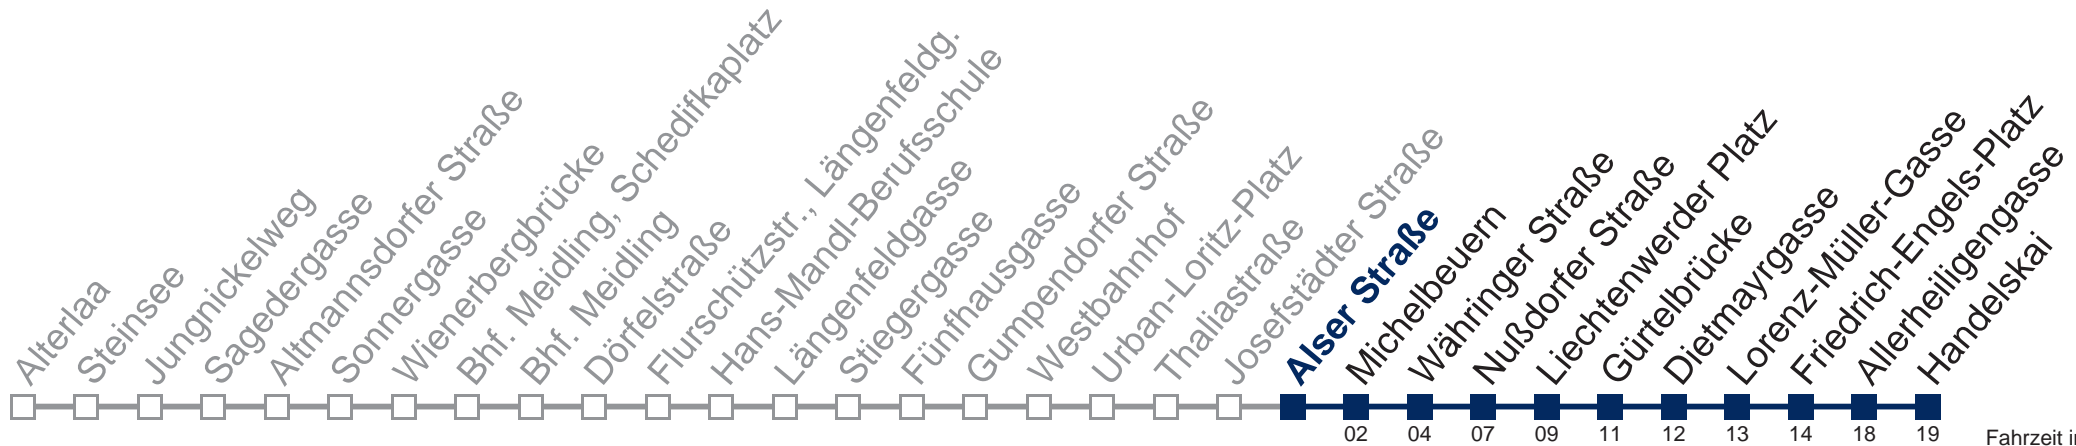 Alterlaa
Steinsee
Jungnickelweg
Sagedergasse
Altmannsdorfer Straße
Sonnergasse
Wienerbergbrücke
Bhf. Meidling, Schedifkaplatz
Bhf. Meidling
Dörfelstraße
Flurschützstr., Längenfeldg.
Hans-Mandl-Berufsschule
Längenfeldgasse
Stiegergasse
Fünfhausgasse
Gumpendorfer Straße
Westbahnhof
Urban-Loritz-Platz
Thaliastraße
Josefstädter Straße
Alser Straße
Michelbeuern
Währinger Straße
Nußdorfer Straße
Liechtenwerder Platz
Gürtelbrücke
Dietmayrgasse
Lorenz-Müller-Gasse
Friedrich-Engels-Platz
Allerheiligengasse
Handelskai
02 04 07 09 11 12 13 14 18 19
Fahrzeit i